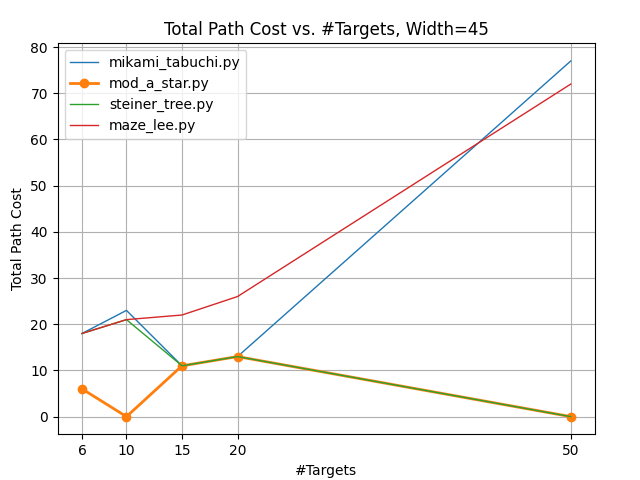 Total Path Cost vs. #Targets, Width=45
80
70
60
50
40
30
20
10
0
Total Path Cost
mikami_tabuchi.py
mod_a_star.py
steiner_tree.py
maze_lee.py
6 10 15 20 50
#Targets